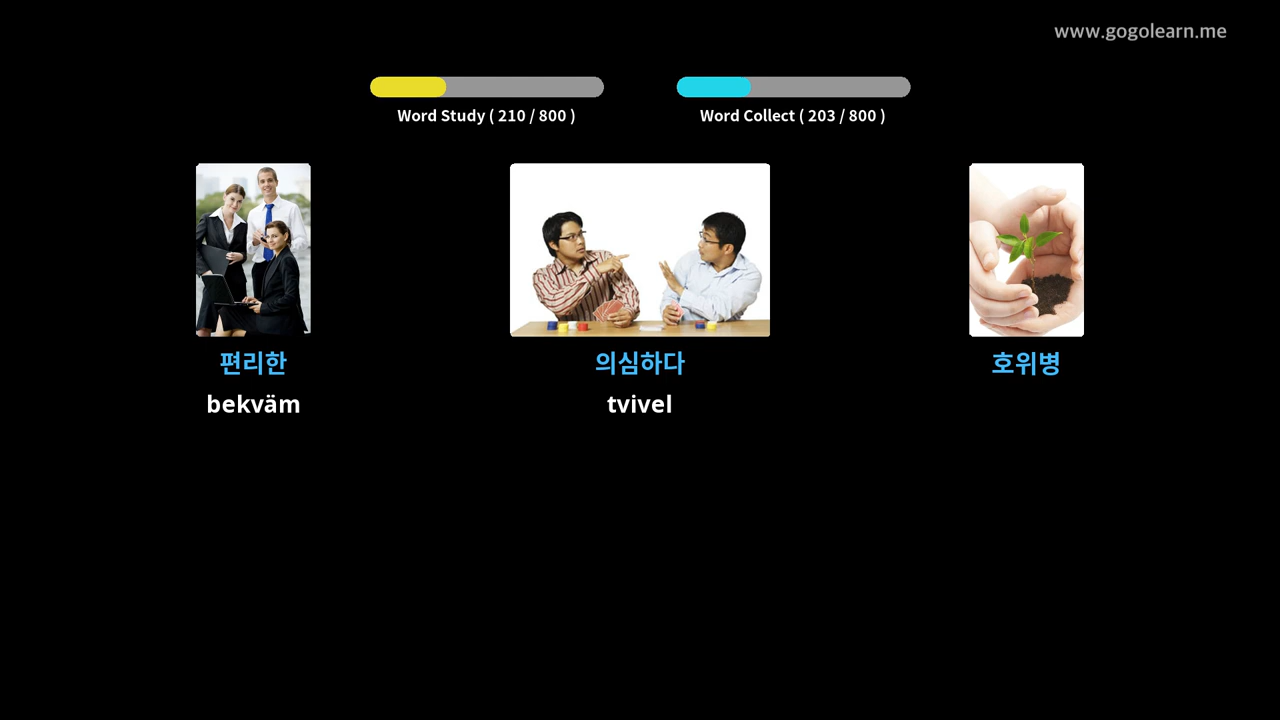 www.gogolearn.me
Word Study ( 210 / 800 )
Word Collect ( 203 / 800 )
편리한
의심하다
호위병
bekväm
tvivel